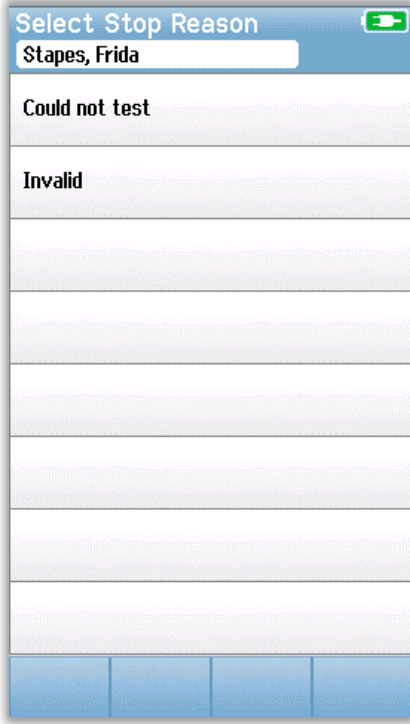 Select Stop Reason
Stapes, Frida
Could not test
Invalid